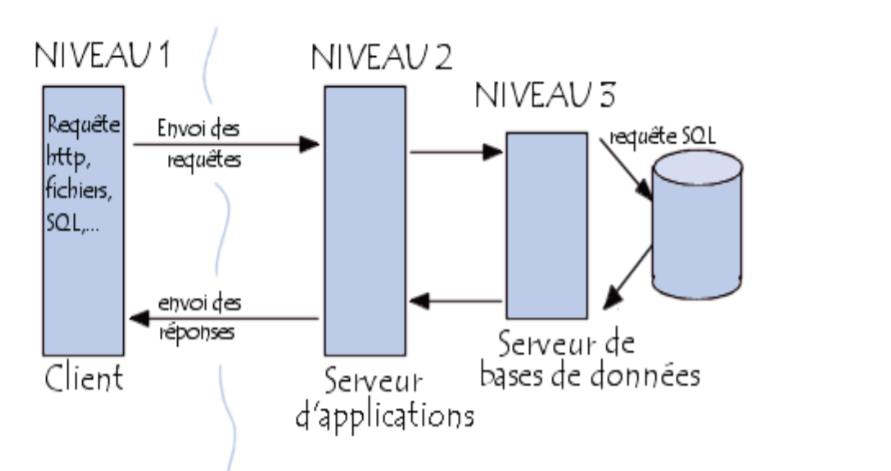 NIVEAU 1
NIVEAU 2
NIVEAU 3
Requête
http,
fichiers,
SQL,...
Envoi des
requêtes
requête SQL
envoi des
réponses
Client
Serveur
d'applications
Serveur de
bases de données